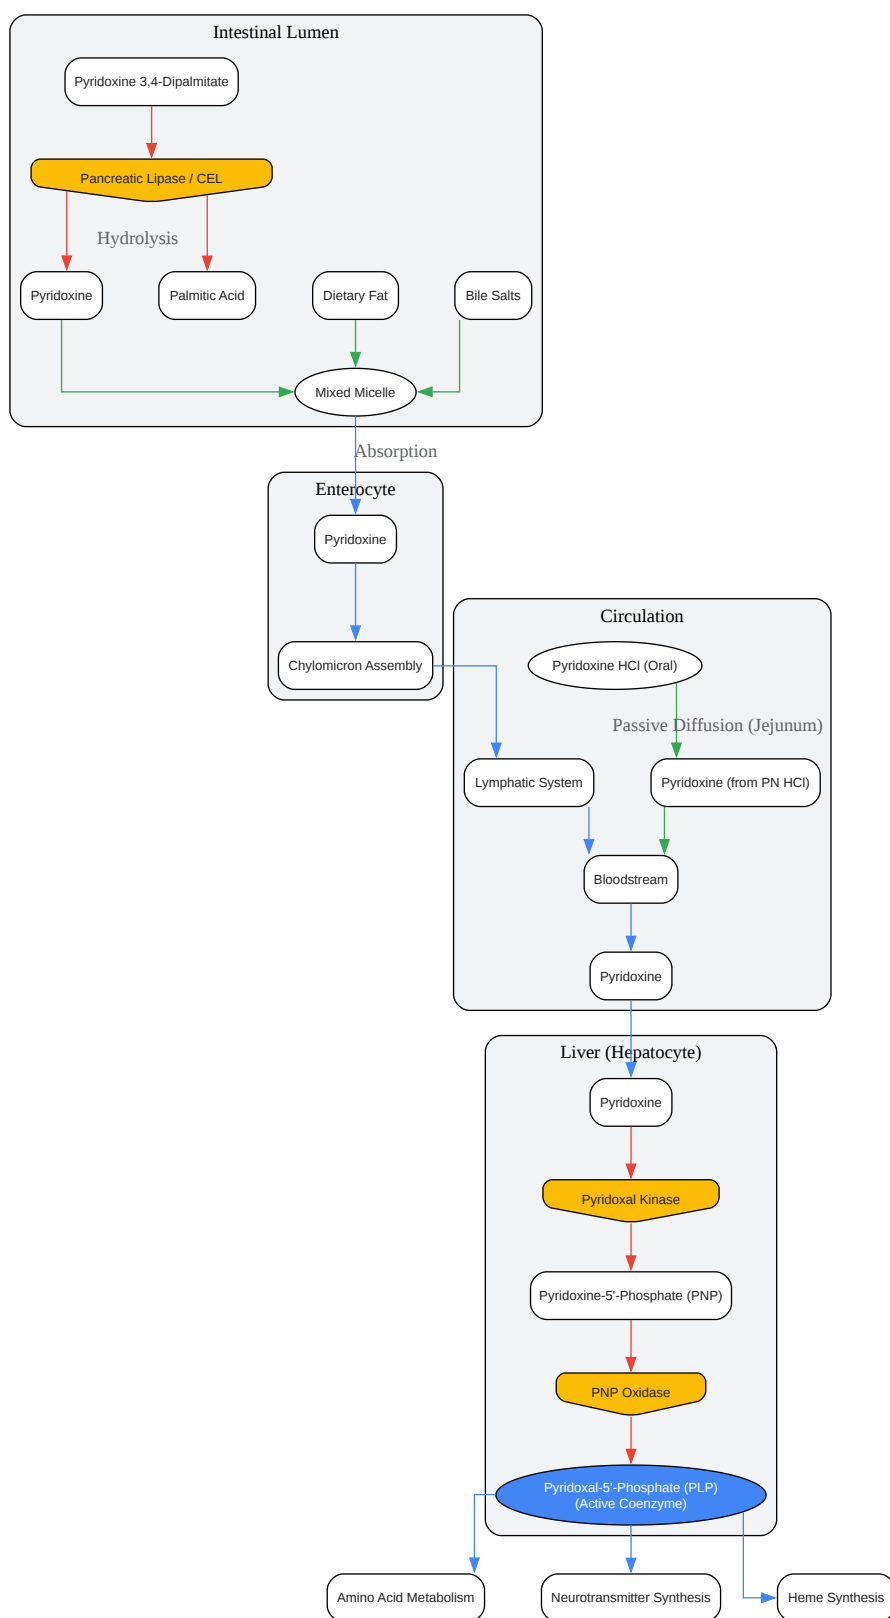 Intestinal Lumen
Pyridoxine 3,4-Dipalmitate
Pancreatic Lipase / CEL
Hydrolysis
Pyridoxine
Palmitic Acid
Dietary Fat
Bile Salts
Mixed Micelle
Absorption
Enterocyte
Pyridoxine
Chylomicron Assembly
Circulation
Pyridoxine HCl (Oral)
Passive Diffusion (Jejunum)
Lymphatic System
Pyridoxine (from PN HCl)
Bloodstream
Pyridoxine
Liver (Hepatocyte)
Pyridoxine
Pyridoxal Kinase
Pyridoxine-5'-Phosphate (PNP)
PNP Oxidase
Pyridoxal-5'-Phosphate (PLP)
(Active Coenzyme)
Amino Acid Metabolism
Neurotransmitter Synthesis
Heme Synthesis